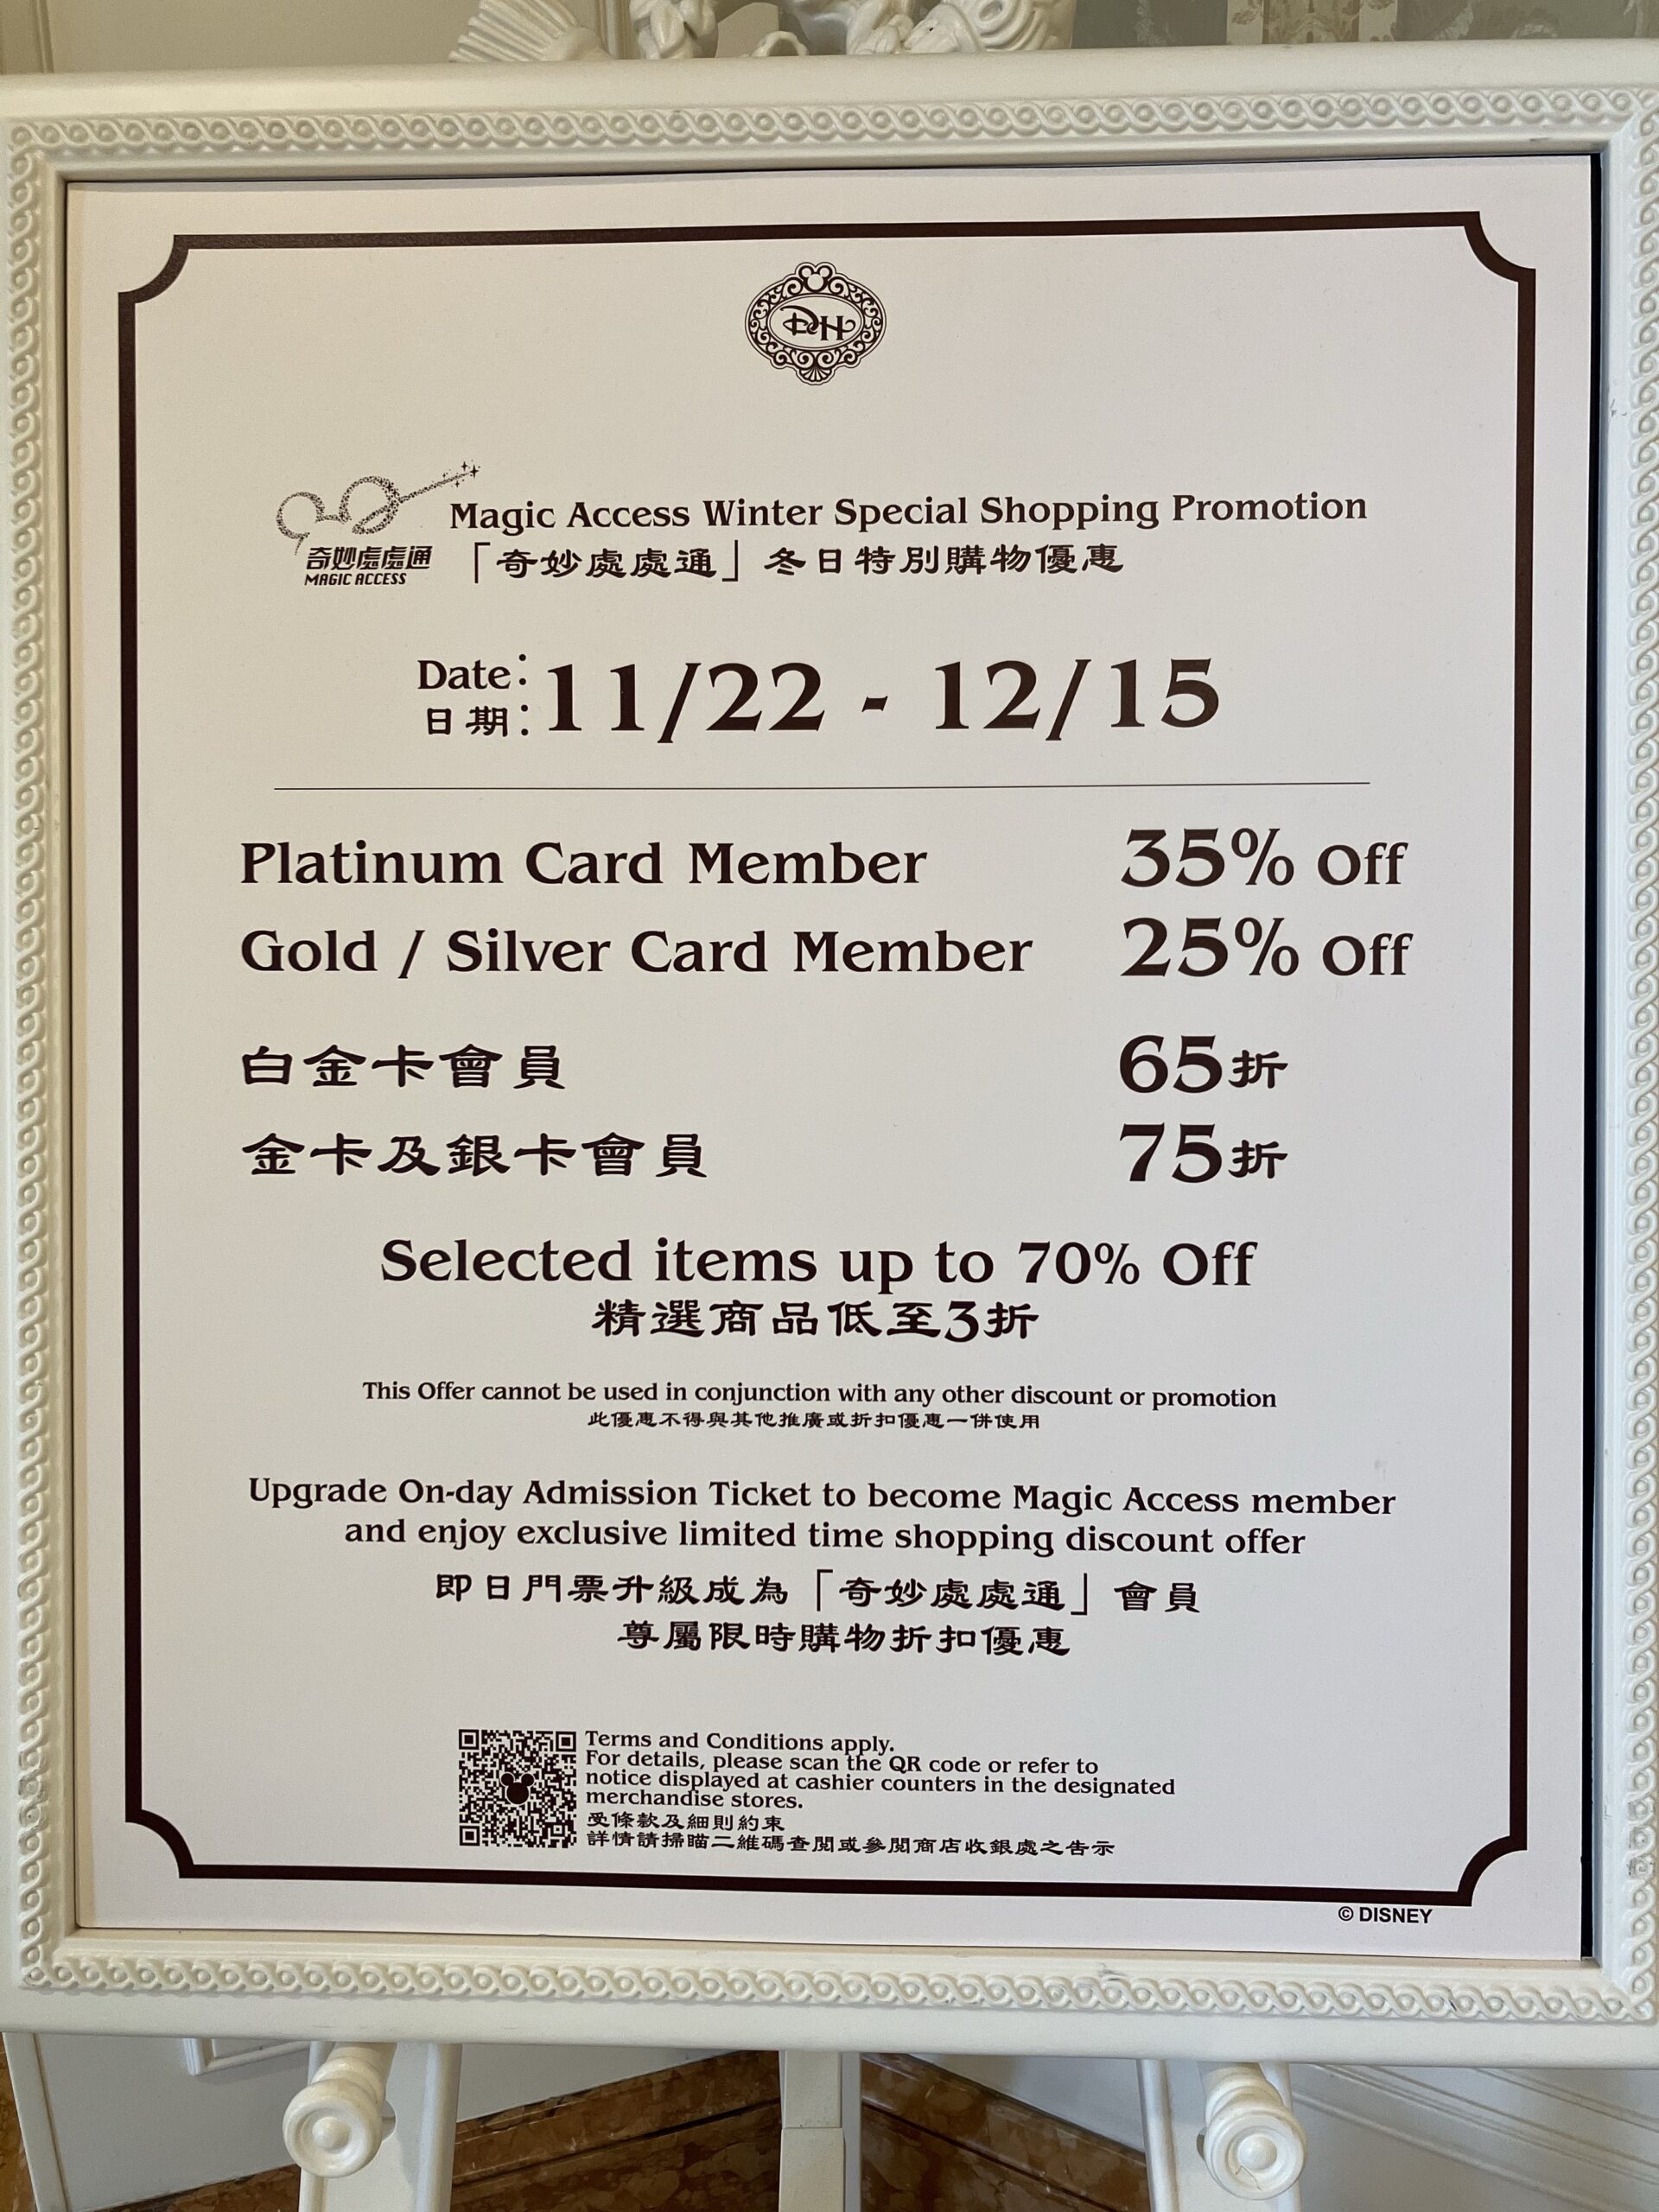 DH
Magic Access Winter Special Shopping Promotion
奇妙處處通
MAGIC ACCESS
「奇妙處處通」冬日特別購物優惠
Date:
日期:
11/22 - 12/15
Platinum Card Member 35% Off
Gold / Silver Card Member 25% Off
白金卡會員 65折
金卡及銀卡會員 75折
Selected items up to 70% Off
精選商品低至3折
This Offer cannot be used in conjunction with any other discount or promotion
此優惠不得與其他推廣或折扣優惠一併使用
Upgrade On-day Admission Ticket to become Magic Access member
and enjoy exclusive limited time shopping discount offer
即日門票升級成為「奇妙處處通」會員
尊屬限時購物折扣優惠
Terms and Conditions apply.
For details, please scan the QR code or refer to
notice displayed at cashier counters in the designated
merchandise stores.
受條款及細則約束
詳情請掃瞄二維碼查閱或參閱商店收銀處之告示
© DISNEY